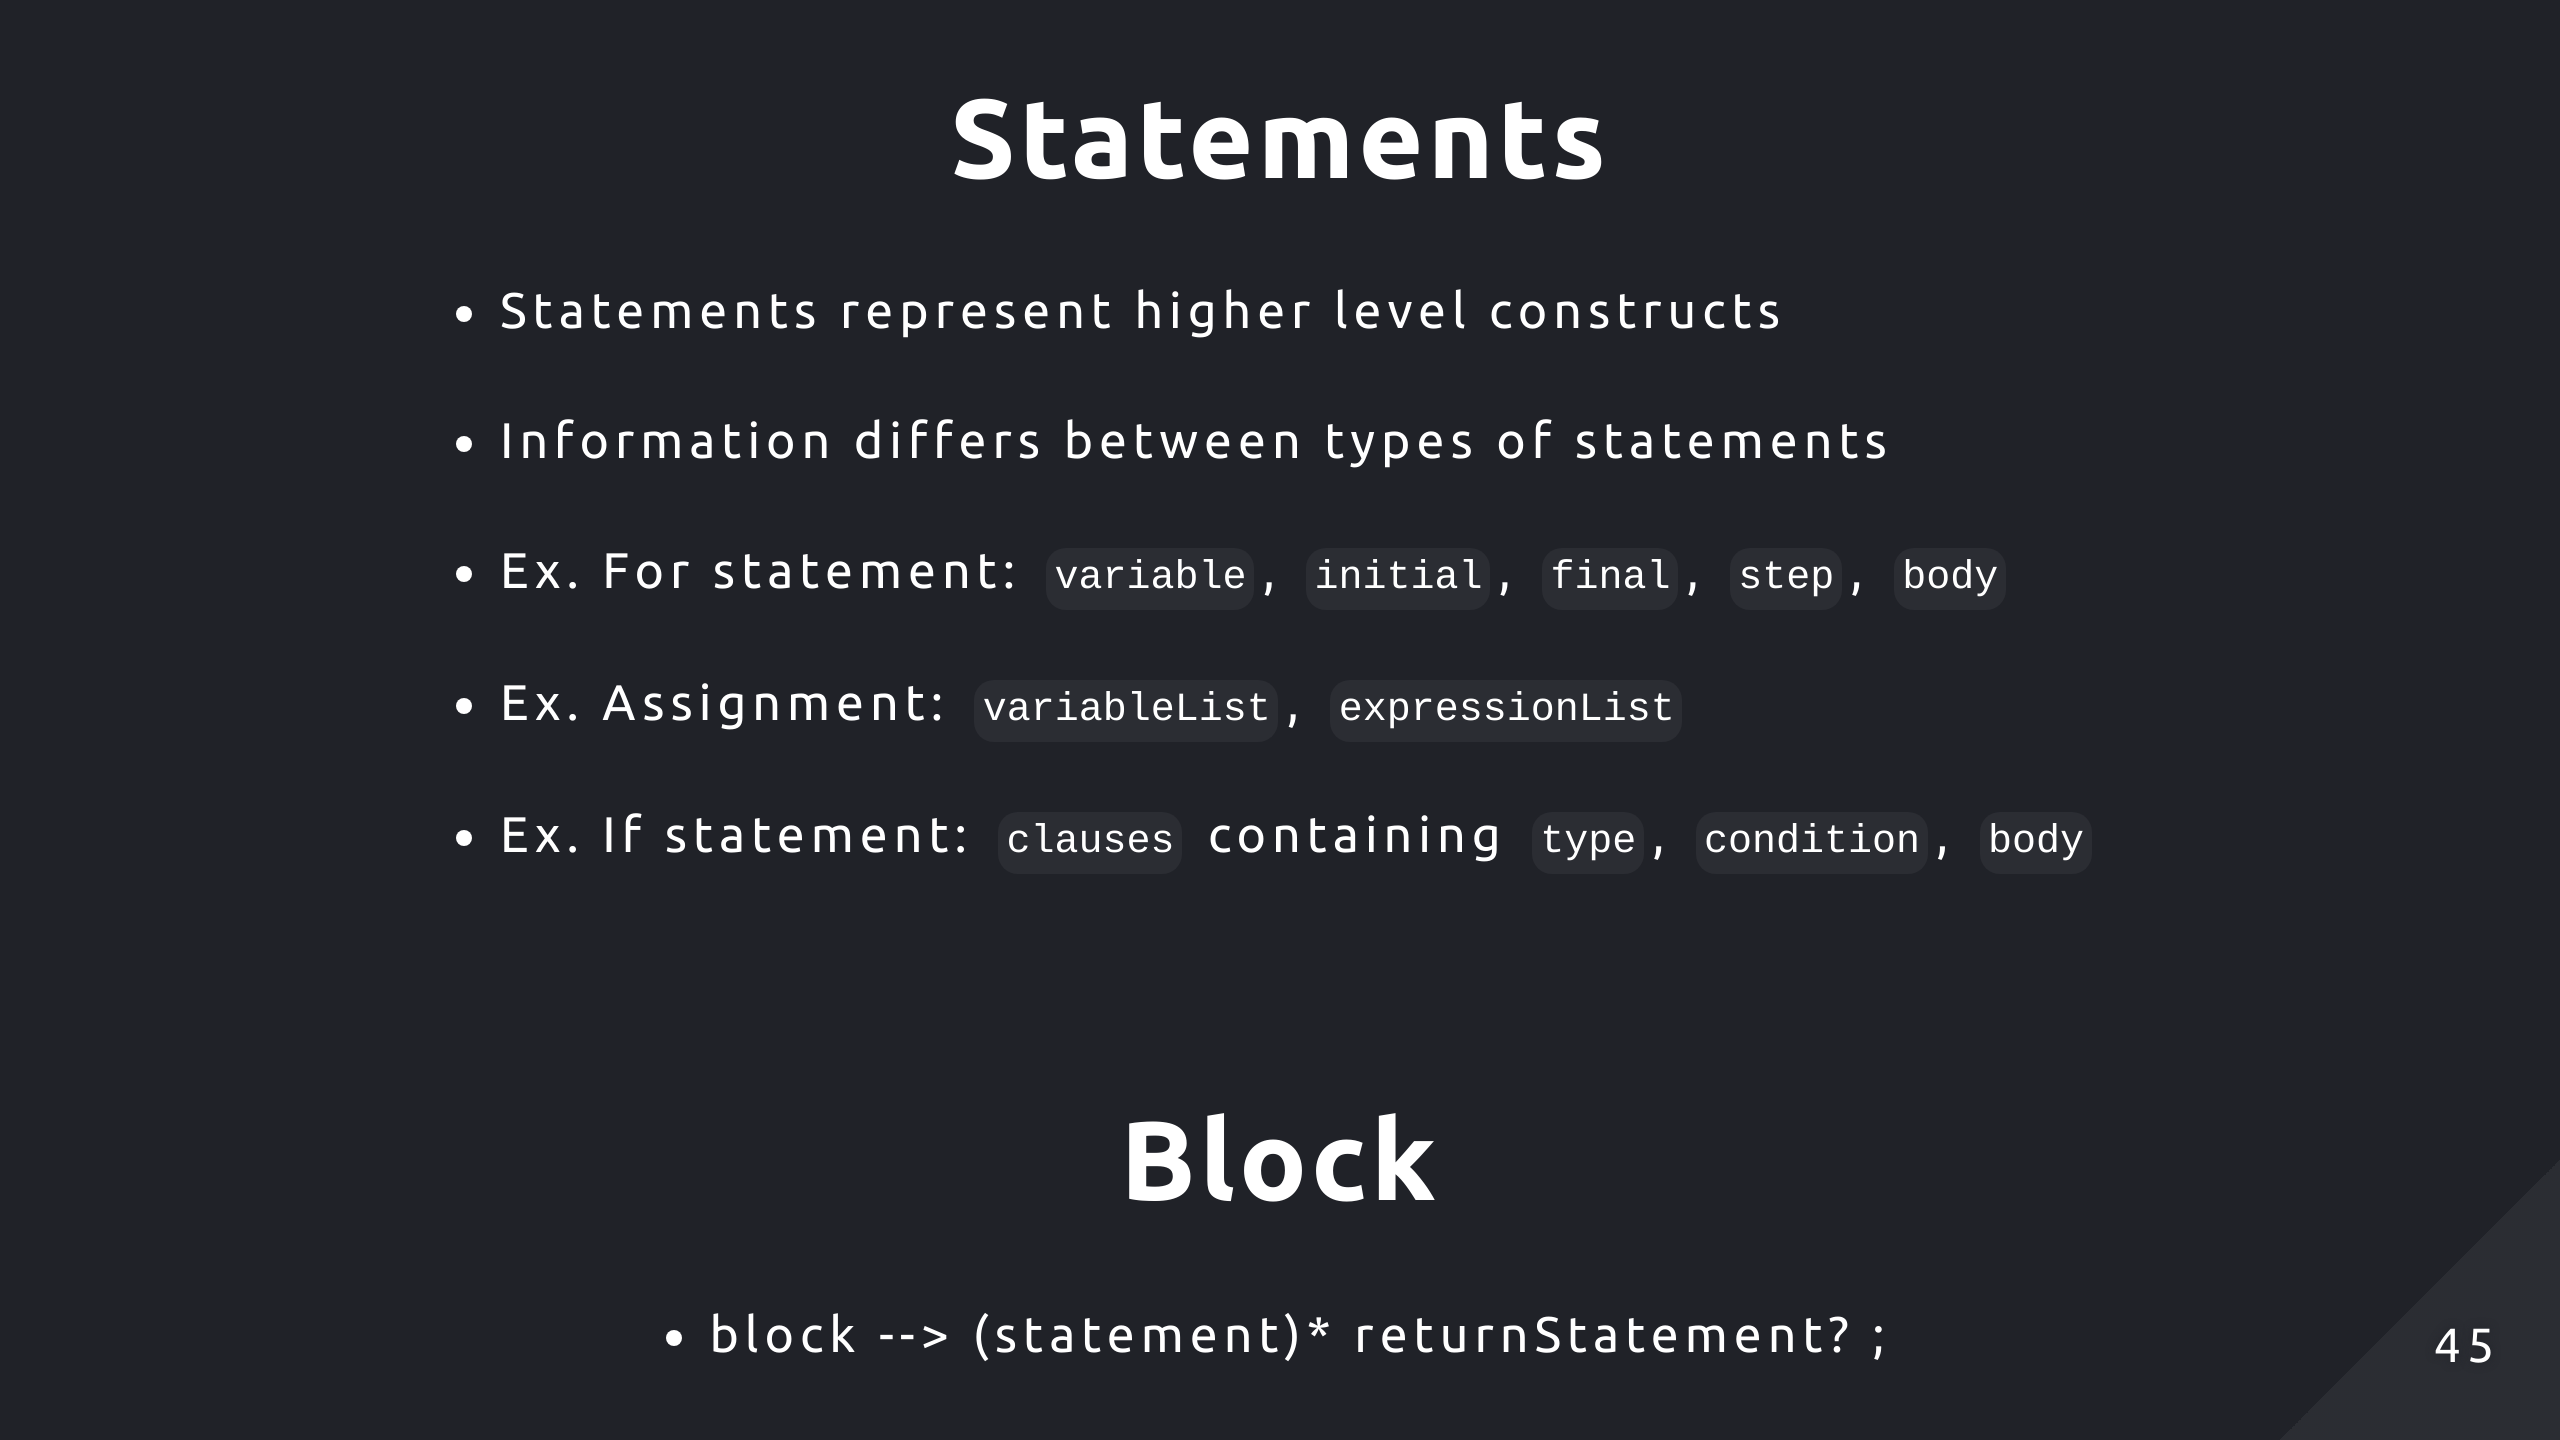 Statements
• Statements represent higher level constructs
• Information differs between types of statements
• Ex. For statement: variable, initial, final, step, body
• Ex. Assignment: variableList, expressionList
• Ex. If statement: clauses containing type, condition, body
Block
• block --> (statement)* returnStatement? ;
45